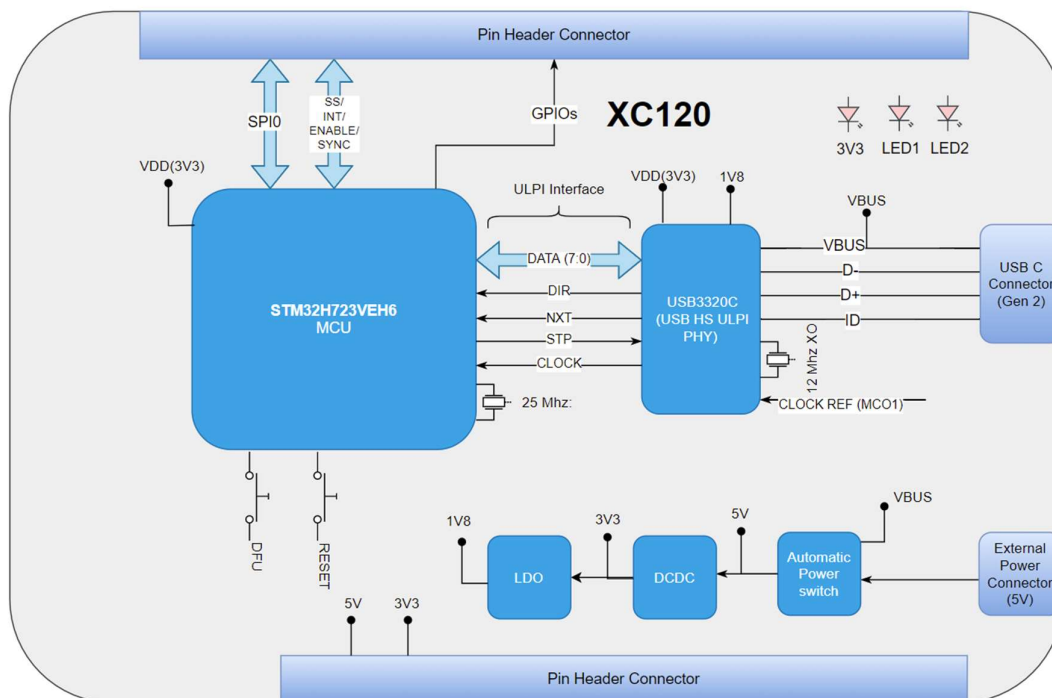 Pin Header Connector
SPI0
SS/
INT/
ENABLE/
SYNC
GPIOs
XC120
3V3
LED1
LED2
VDD(3V3)
ULPI Interface
VDD(3V3)
1V8
VBUS
STM32H723VEH6
MCU
DATA (7:0)
DIR
NXT
STP
CLOCK
25 Mhz:
USB3320C
(USB HS ULPI
PHY)
VBUS
D-
D+
ID
USB C
Connector
(Gen 2)
12 Mhz XO
CLOCK REF (MCO1)
DFU
RESET
1V8
LDO
3V3
DCDC
5V
Automatic
Power
switch
VBUS
External
Power
Connector
(5V)
5V
3V3
Pin Header Connector